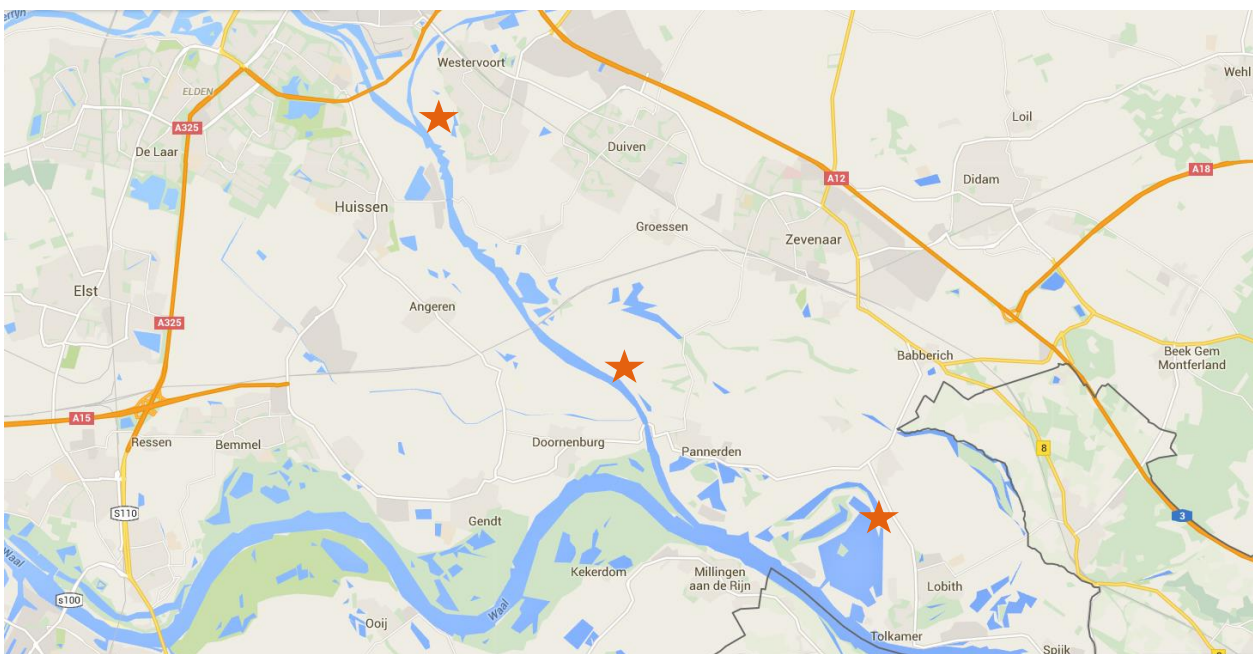 Westervoort
Wehl
ELDEN
Loil
A325
De Laar
Duiven
A12
Didam
A18
Huissen
Groessen
Zevenaar
Elst
Angeren
A325
Babberich
Beek Gem
Montferland
A15
Ressen
Bemmel
Doornenburg
Pannerden
8
S110
Gendt
3
Waal
Kekerdom
Millingen
aan de Rijn
Lobith
s100
Waal
Ooij
Tolkamer
Spijk